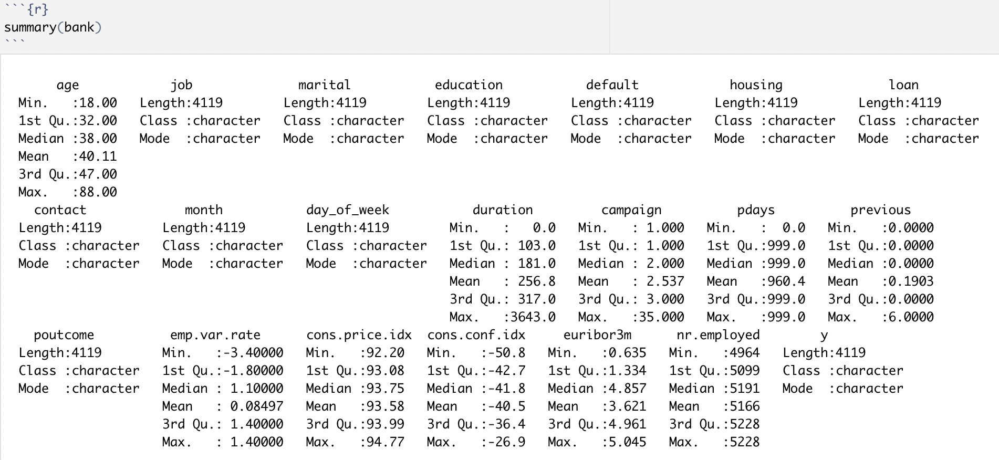 ```{r}
summary(bank)
```
      age            job              marital           education           default            housing              loan
 Min.   :18.00   Length:4119        Length:4119        Length:4119        Length:4119        Length:4119        Length:4119
 1st Qu.:32.00   Class :character   Class :character   Class :character   Class :character   Class :character   Class :character
 Median :38.00   Mode  :character   Mode  :character   Mode  :character   Mode  :character   Mode  :character   Mode  :character
 Mean   :40.11
 3rd Qu.:47.00
 Max.   :88.00
   contact             month           day_of_week           duration         campaign          pdays          previous
 Length:4119        Length:4119        Length:4119        Min.   :   0.0   Min.   : 1.000   Min.   :  0.0   Min.   :0.0000
 Class :character   Class :character   Class :character   1st Qu.: 103.0   1st Qu.: 1.000   1st Qu.:999.0   1st Qu.:0.0000
 Mode  :character   Mode  :character   Mode  :character   Median : 181.0   Median : 2.000   Median :999.0   Median :0.0000
                                                          Mean   : 256.8   Mean   : 2.537   Mean   :960.4   Mean   :0.1903
                                                          3rd Qu.: 317.0   3rd Qu.: 3.000   3rd Qu.:999.0   3rd Qu.:0.0000
                                                          Max.   :3643.0   Max.   :35.000   Max.   :999.0   Max.   :6.0000
   poutcome          emp.var.rate      cons.price.idx  cons.conf.idx     euribor3m      nr.employed        y
 Length:4119        Min.   :-3.40000   Min.   :92.20   Min.   :-50.8   Min.   :0.635   Min.   :4964   Length:4119
 Class :character   1st Qu.:-1.80000   1st Qu.:93.08   1st Qu.:-42.7   1st Qu.:1.334   1st Qu.:5099   Class :character
 Mode  :character   Median : 1.10000   Median :93.75   Median :-41.8   Median :4.857   Median :5191   Mode  :character
                    Mean   : 0.08497   Mean   :93.58   Mean   :-40.5   Mean   :3.621   Mean   :5166
                    3rd Qu.: 1.40000   3rd Qu.:93.99   3rd Qu.:-36.4   3rd Qu.:4.961   3rd Qu.:5228
                    Max.   : 1.40000   Max.   :94.77   Max.   :-26.9   Max.   :5.045   Max.   :5228